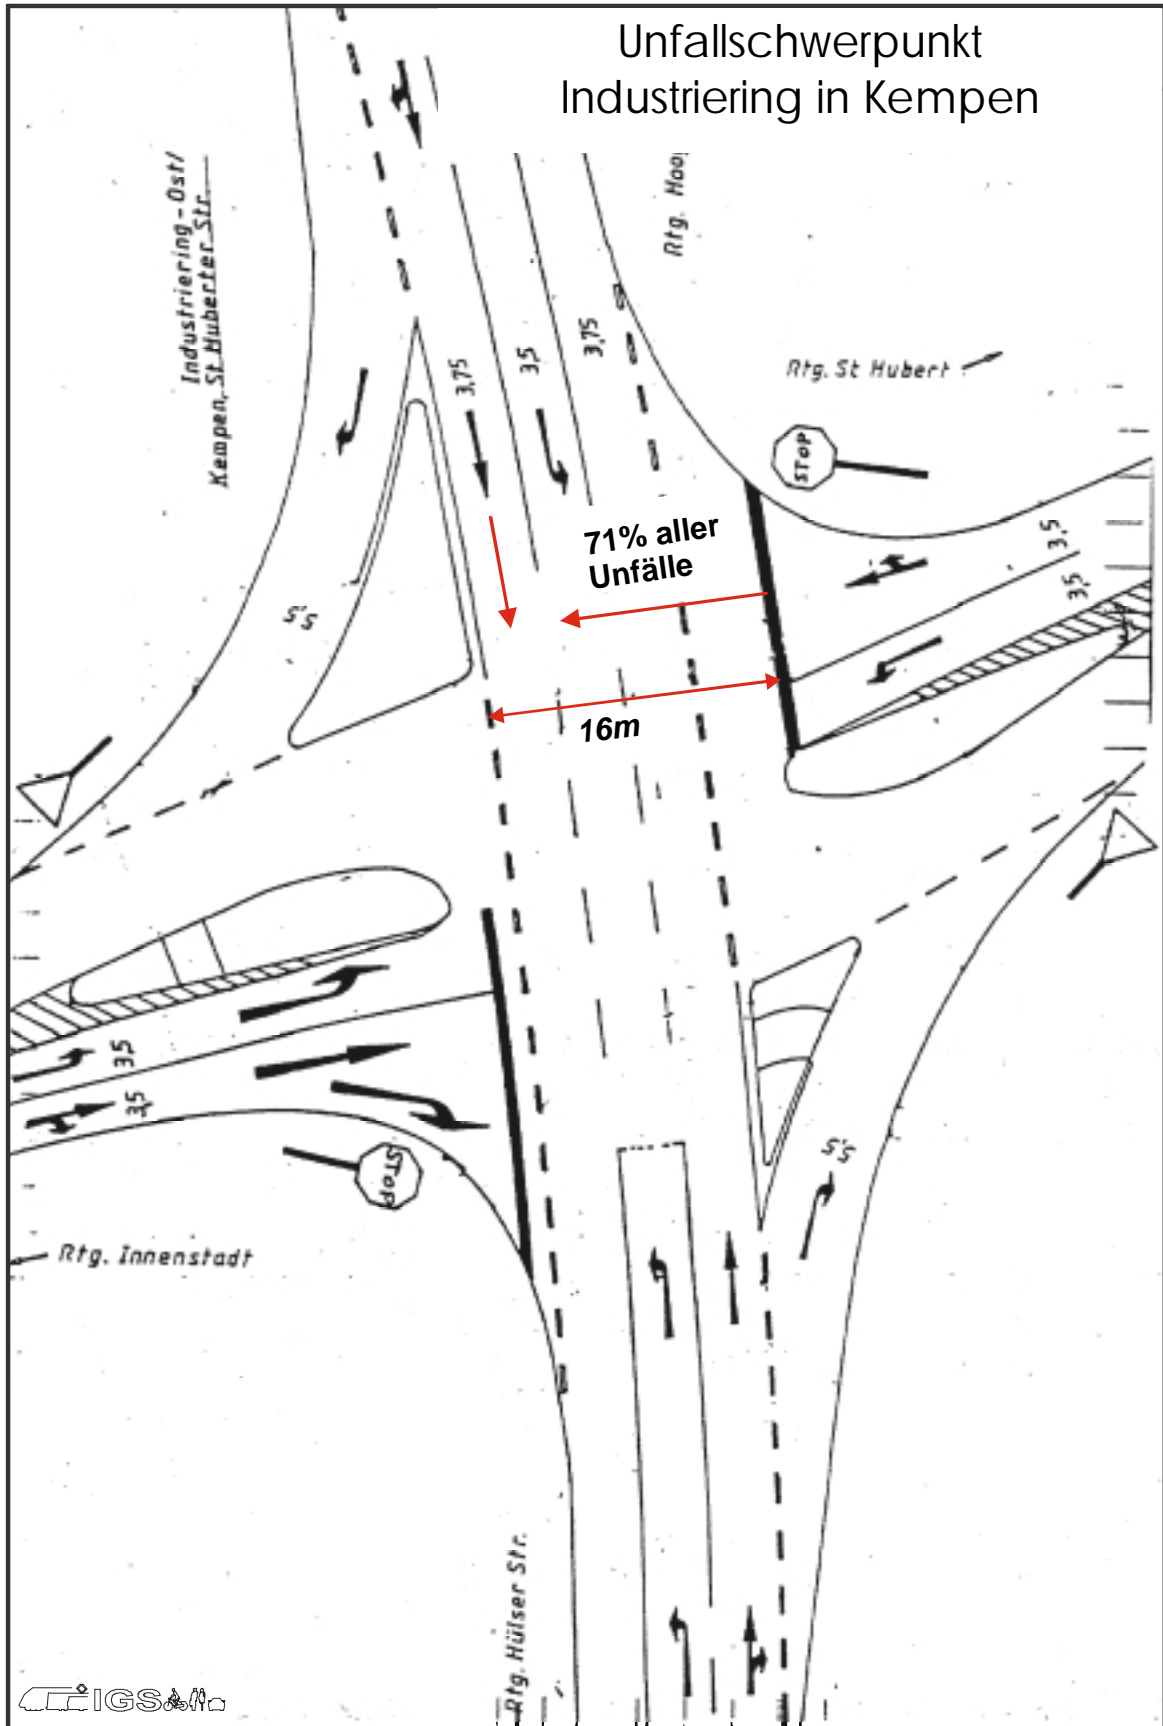 Unfallschwerpunkt
Industriering in Kempen
Industriering-Ost/
Kempen, St Huberter Str.
Rtg.
Rtg. St Hubert
3,75
3,5
3,75
STOP
71% aller
Unfälle
3,5
3,5
5,5
16m
3,5
3,5
STOP
5,5
Rtg. Innenstadt
Rtg. Hülser Str.
IGS